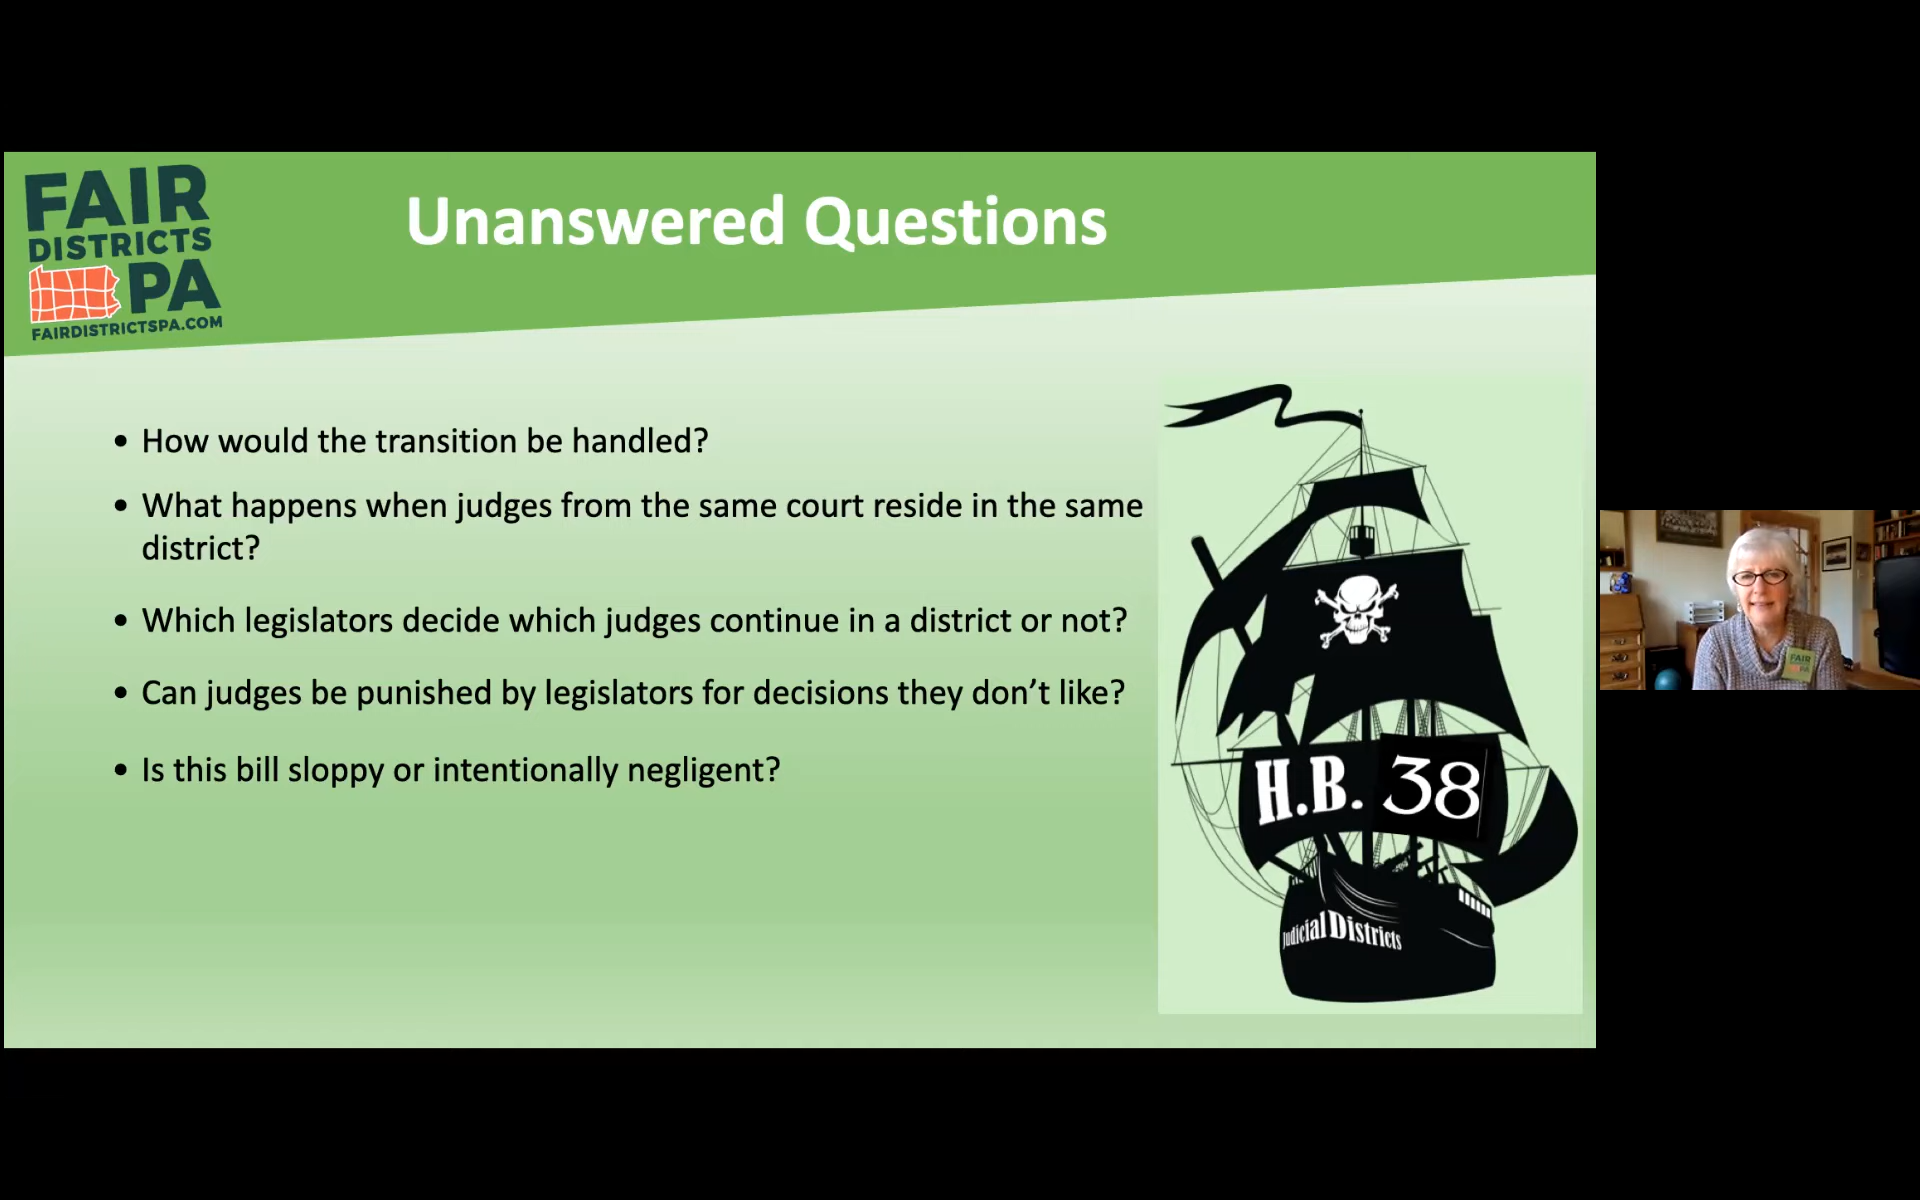 FAIR
DISTRICTS
PA
FAIRDISTRICTSPA.COM
Unanswered Questions
• How would the transition be handled?
• What happens when judges from the same court reside in the same
district?
• Which legislators decide which judges continue in a district or not?
• Can judges be punished by legislators for decisions they don’t like?
• Is this bill sloppy or intentionally negligent?
H.B. 38
Judicial Districts
FAIR
PA